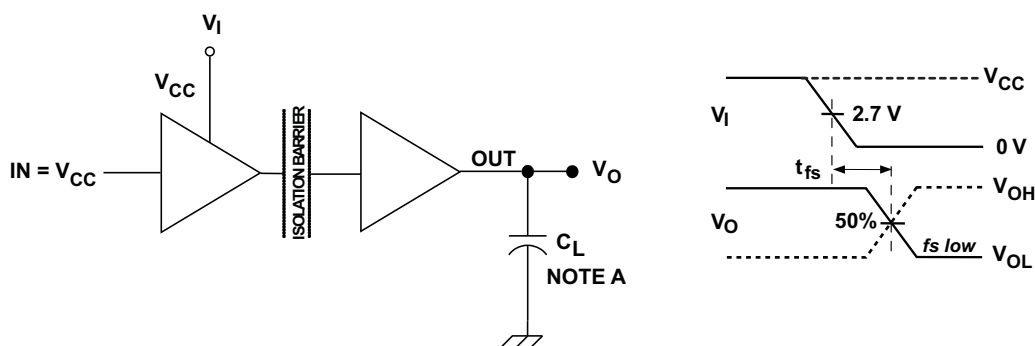 VI
VCC
IN = VCC
ISOLATION BARRIER
OUT
VO
CL
NOTE A
VCC
VI
2.7 V
0 V
tfs
VOH
VO
50%
fs low
VOL